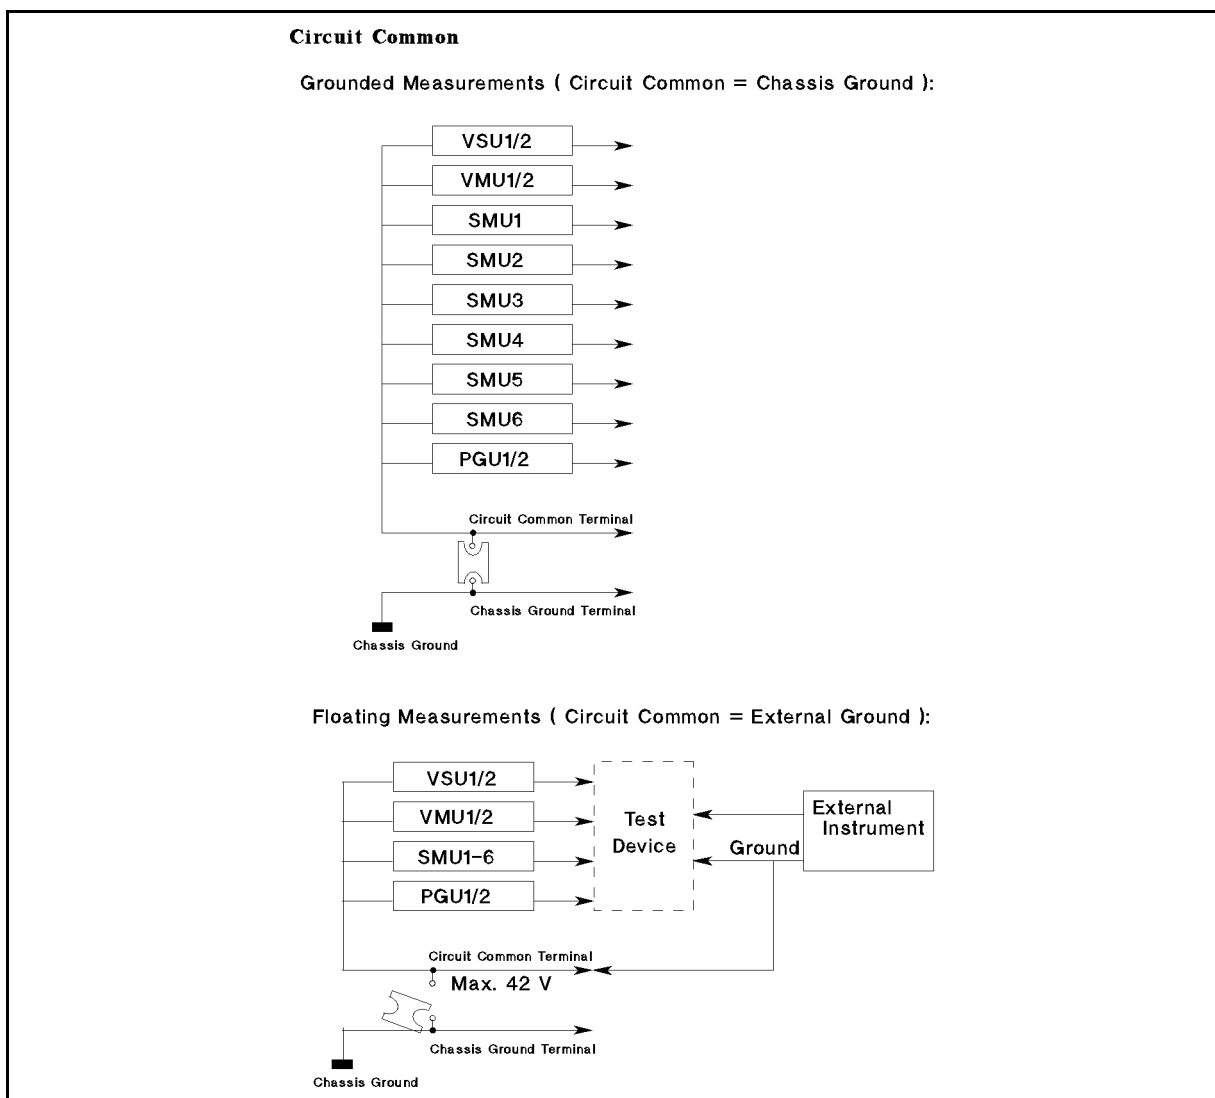 Circuit Common
Grounded Measurements ( Circuit Common = Chassis Ground ):
VSU1/2
VMU1/2
SMU1
SMU2
SMU3
SMU4
SMU5
SMU6
PGU1/2
Circuit Common Terminal
Chassis Ground Terminal
Chassis Ground
Floating Measurements ( Circuit Common = External Ground ):
VSU1/2
VMU1/2
SMU1-6
PGU1/2
Test
Device
Ground
External
Instrument
Circuit Common Terminal
Max. 42 V
Chassis Ground Terminal
Chassis Ground